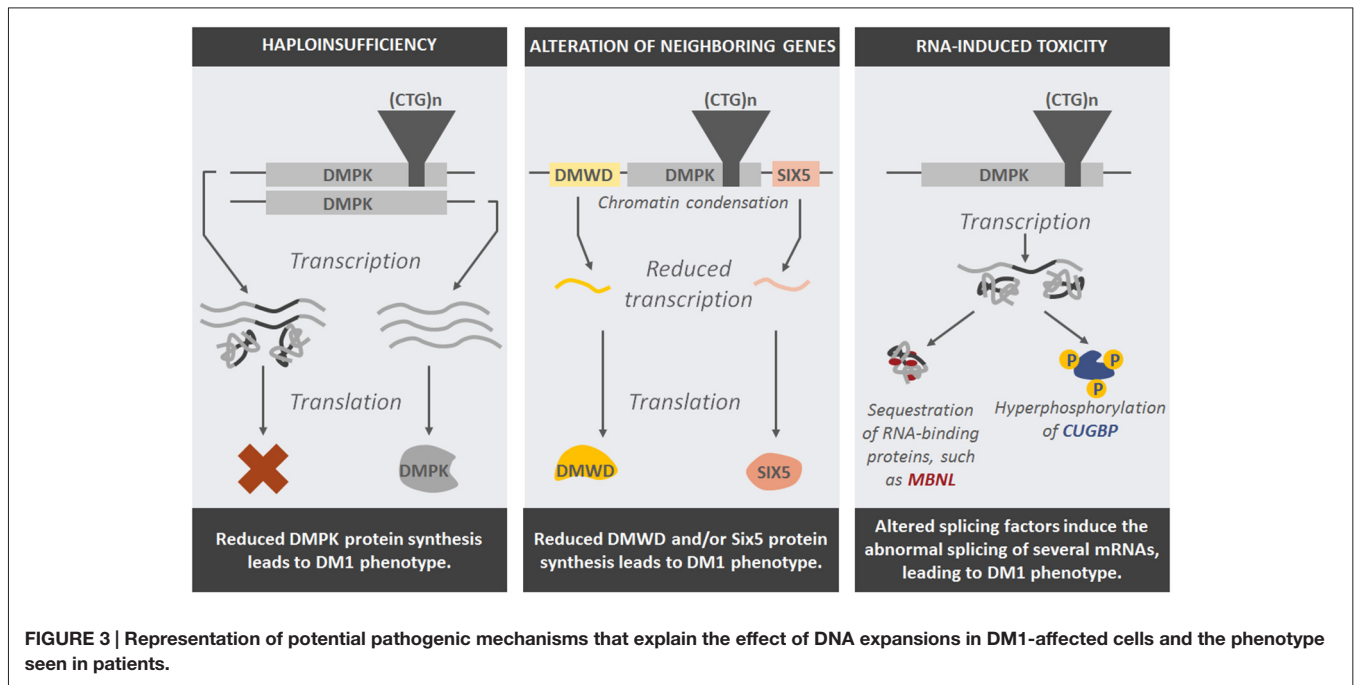 HAPLOINSUFFICIENCY
(CTG)n
DMPK
DMPK
Transcription
Translation
DMPK
Reduced DMPK protein synthesis
leads to DM1 phenotype.
ALTERATION OF NEIGHBORING GENES
(CTG)n
DMWD
DMPK
SIX5
Chromatin condensation
Reduced
transcription
Translation
DMWD
SIX5
Reduced DMWD and/or Six5 protein
synthesis leads to DM1 phenotype.
RNA-INDUCED TOXICITY
(CTG)n
DMPK
Transcription
Sequestration
of RNA-binding
proteins, such
as MBNL
P
P
P
Hyperphosphorylation
of CUGBP
Altered splicing factors induce the
abnormal splicing of several mRNAs,
leading to DM1 phenotype.
FIGURE 3 | Representation of potential pathogenic mechanisms that explain the effect of DNA expansions in DM1-affected cells and the phenotype
seen in patients.